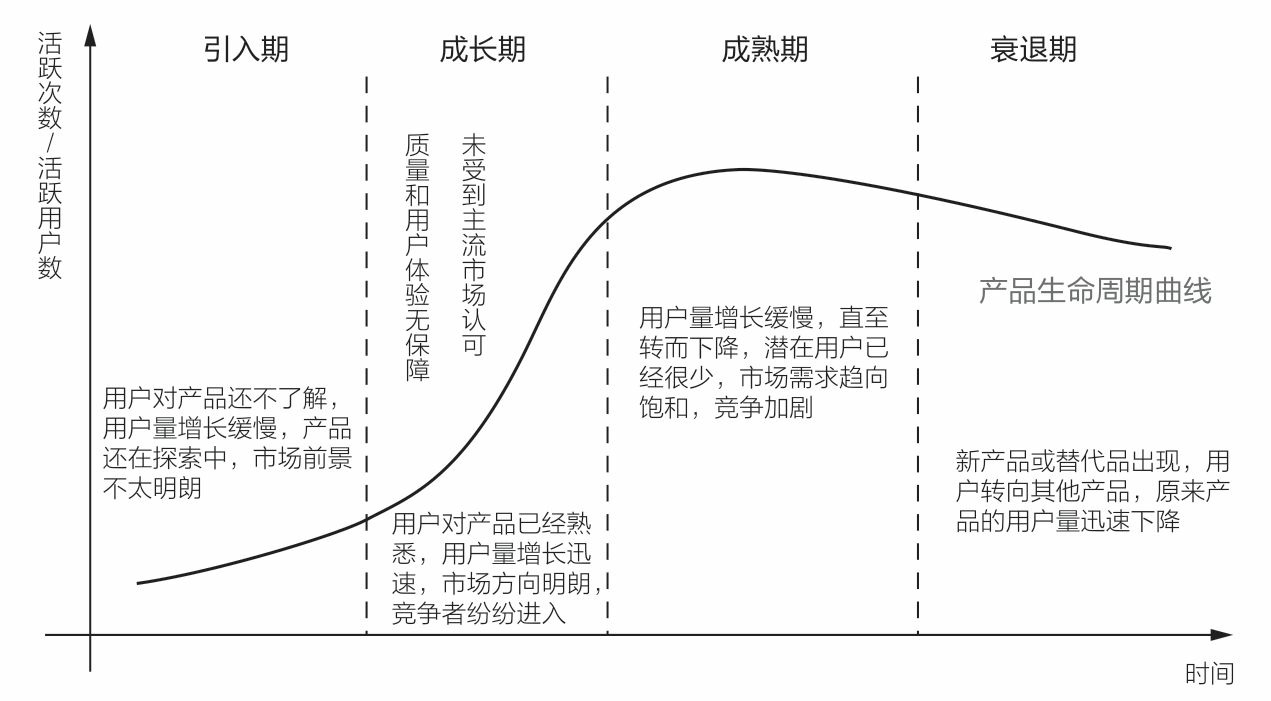 活跃次数/活跃用户数
引入期
成长期
成熟期
衰退期
质量和用户体验无保障
未受到主流市场认可
产品生命周期曲线
用户对产品还不了解，
用户量增长缓慢，产品
还在探索中，市场前景
不太明朗
用户对产品已经熟
悉，用户量增长迅
速，市场方向明朗，
竞争者纷纷进入
用户量增长缓慢，直至
转而下降，潜在用户已
经很少，市场需求趋向
饱和，竞争加剧
新产品或替代品出现，用
户转向其他产品，原来产
品的用户量迅速下降
时间